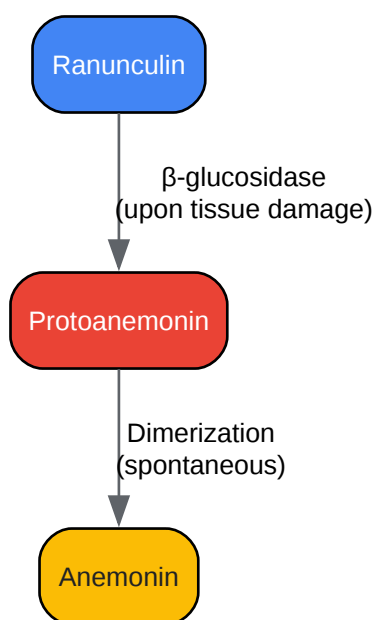 Ranunculin
β-glucosidase
(upon tissue damage)
Protoanemonin
Dimerization
(spontaneous)
Anemonin